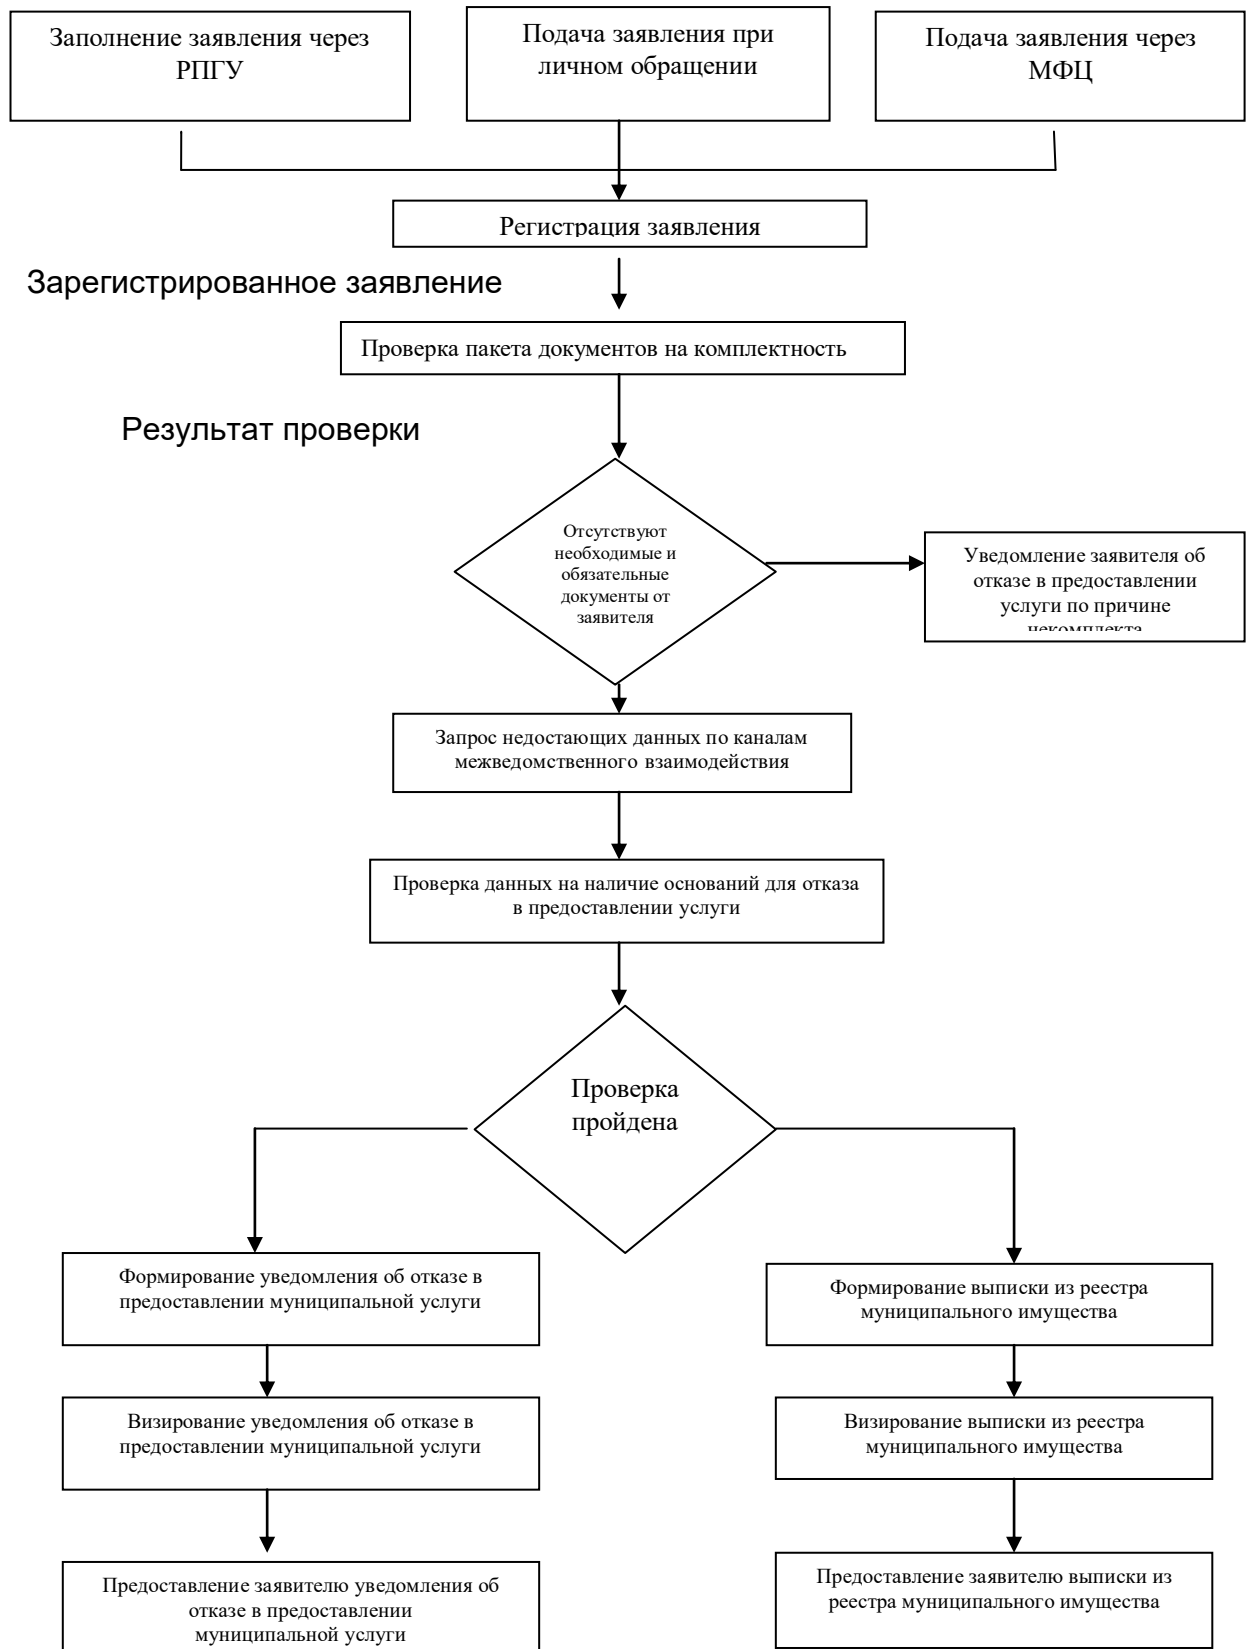 Заполнение заявления через
РПГУ
Подача заявления при
личном обращении
Подача заявления через
МФЦ
Регистрация заявления
Зарегистрированное заявление
Проверка пакета документов на комплектность
Результат проверки
Отсутствуют
необходимые и
обязательные
документы от
заявителя
Уведомление заявителя об
отказе в предоставлении
услуги по причине
некомплекта
Запрос недостающих данных по каналам
межведомственного взаимодействия
Проверка данных на наличие оснований для отказа
в предоставлении услуги
Проверка
пройдена
Формирование уведомления об отказе в
предоставлении муниципальной услуги
Формирование выписки из реестра
муниципального имущества
Визирование уведомления об отказе в
предоставлении муниципальной услуги
Визирование выписки из реестра
муниципального имущества
Предоставление заявителю уведомления об
отказе в предоставлении
муниципальной услуги
Предоставление заявителю выписки из
реестра муниципального имущества